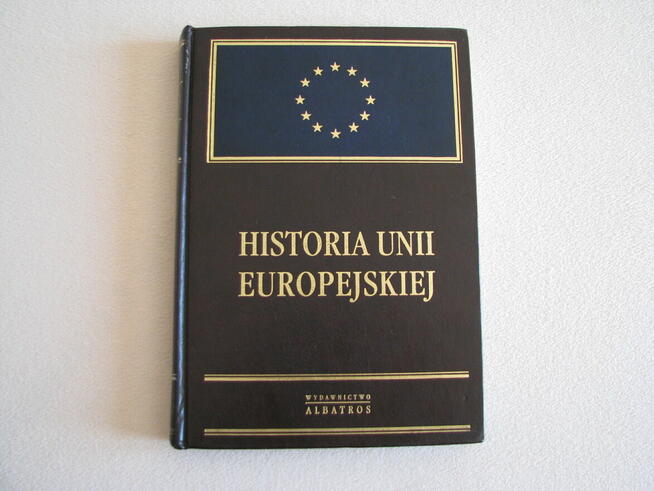 HISTORIA UNII
EUROPEJSKIEJ
WYDAWNICTWO
ALBATROS